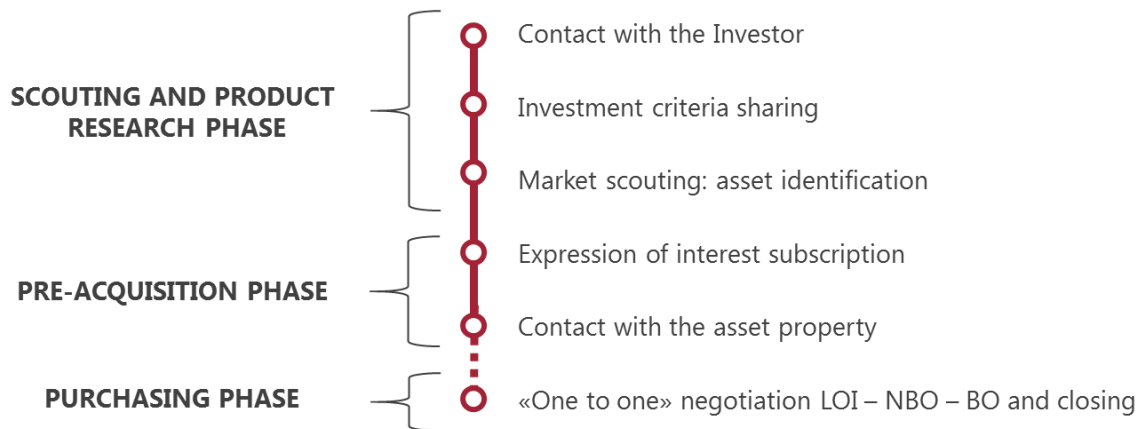 SCOUTING AND PRODUCT
RESEARCH PHASE
Contact with the Investor
Investment criteria sharing
Market scouting: asset identification
PRE-ACQUISITION PHASE
Expression of interest subscription
Contact with the asset property
PURCHASING PHASE
«One to one» negotiation LOI – NBO – BO and closing